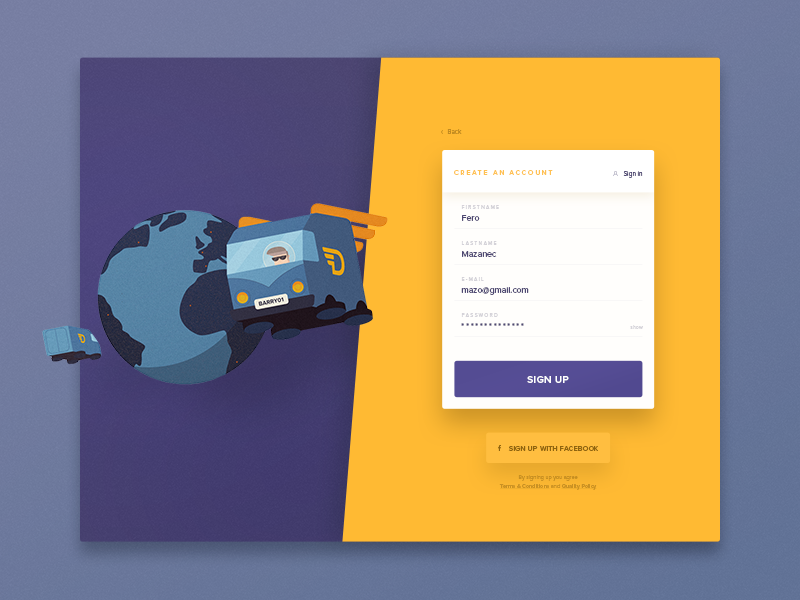 ‹ Back
CREATE AN ACCOUNT
Sign in
FIRSTNAME
Fero
LASTNAME
Mazanec
E-MAIL
mazo@gmail.com
PASSWORD
••••••••••••••
show
SIGN UP
f SIGN UP WITH FACEBOOK
By signing up you agree
Terms & Conditions and Quality Policy
BARRY01